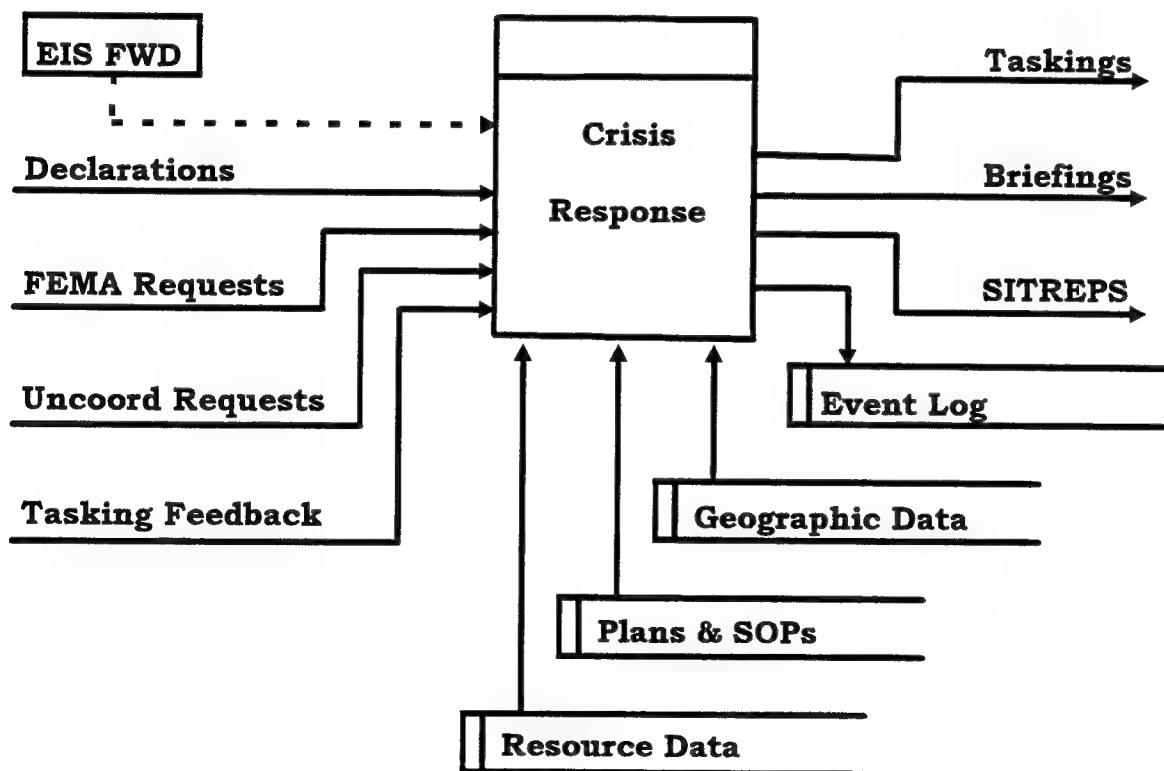 EIS FWD
Taskings
Crisis
Response
Declarations
Briefings
FEMA Requests
SITREPS
Uncoord Requests
Event Log
Tasking Feedback
Geographic Data
Plans & SOPs
Resource Data